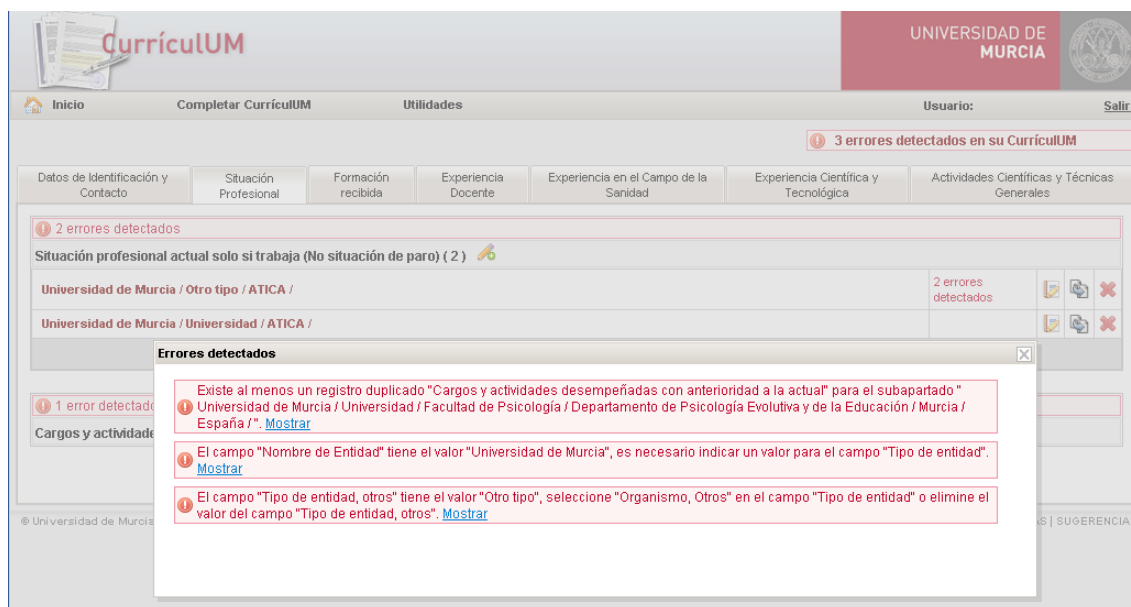 CurrículUM
UNIVERSIDAD DE
MURCIA
Inicio Completar CurrículUM Utilidades Usuario: Salir
3 errores detectados en su CurrículUM
Datos de Identificación y Contacto
Situación Profesional
Formación recibida
Experiencia Docente
Experiencia en el Campo de la Sanidad
Experiencia Científica y Tecnológica
Actividades Científicas y Técnicas Generales
2 errores detectados
Situación profesional actual solo si trabaja (No situación de paro) ( 2 )
Universidad de Murcia / Otro tipo / ATICA /
2 errores
detectados
Universidad de Murcia / Universidad / ATICA /
Errores detectados
Existe al menos un registro duplicado "Cargos y actividades desempeñadas con anterioridad a la actual" para el subapartado "
Universidad de Murcia / Universidad / Facultad de Psicología / Departamento de Psicología Evolutiva y de la Educación / Murcia /
España / ". Mostrar
El campo "Nombre de Entidad" tiene el valor "Universidad de Murcia", es necesario indicar un valor para el campo "Tipo de entidad".
Mostrar
El campo "Tipo de entidad, otros" tiene el valor "Otro tipo", seleccione "Organismo, Otros" en el campo "Tipo de entidad" o elimine el
valor del campo "Tipo de entidad, otros". Mostrar
1 error detectado
Cargos y actividade
© Universidad de Murcia
AS | SUGERENCIA